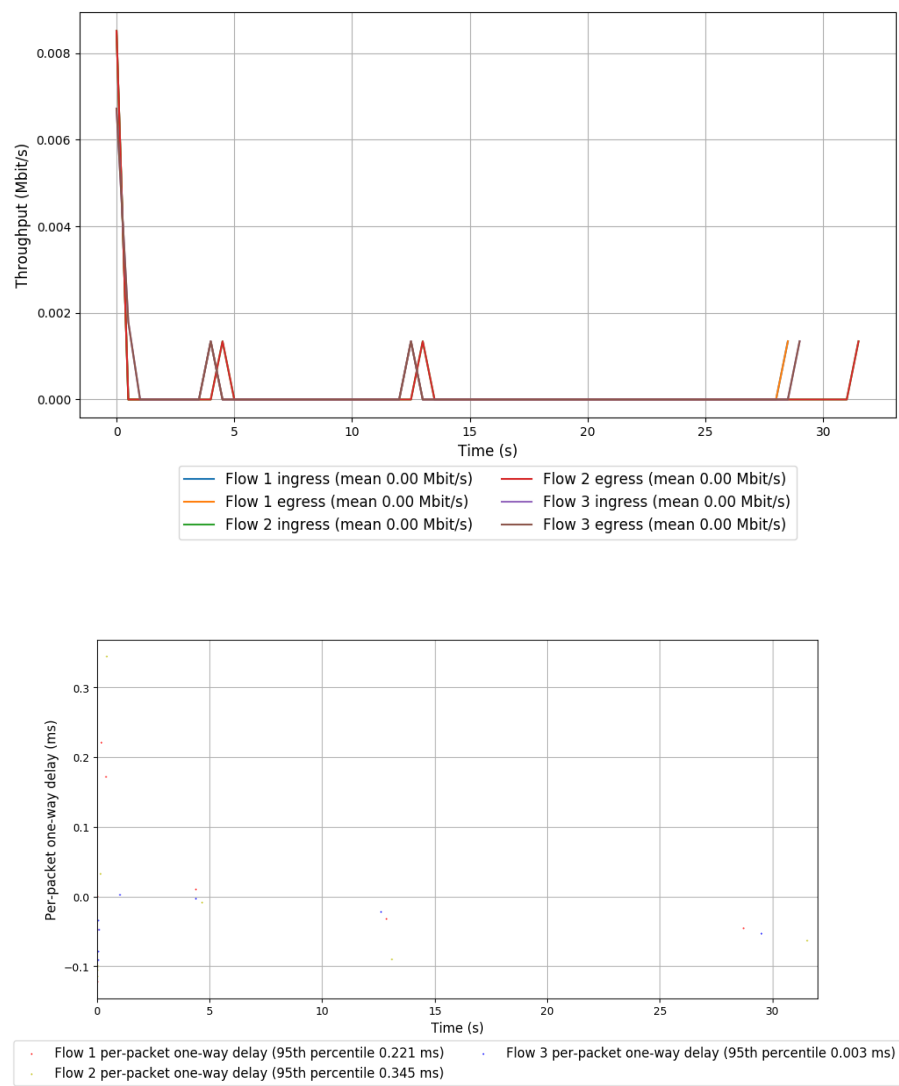 0.008
0.006
0.004
0.002
0.000
Throughput (Mbit/s)
0 5 10 15 20 25 30
Time (s)
Flow 1 ingress (mean 0.00 Mbit/s) Flow 2 egress (mean 0.00 Mbit/s)
Flow 1 egress (mean 0.00 Mbit/s) Flow 3 ingress (mean 0.00 Mbit/s)
Flow 2 ingress (mean 0.00 Mbit/s) Flow 3 egress (mean 0.00 Mbit/s)
0.3
0.2
0.1
0.0
−0.1
Per-packet one-way delay (ms)
0 5 10 15 20 25 30
Time (s)
Flow 1 per-packet one-way delay (95th percentile 0.221 ms) Flow 3 per-packet one-way delay (95th percentile 0.003 ms)
Flow 2 per-packet one-way delay (95th percentile 0.345 ms)